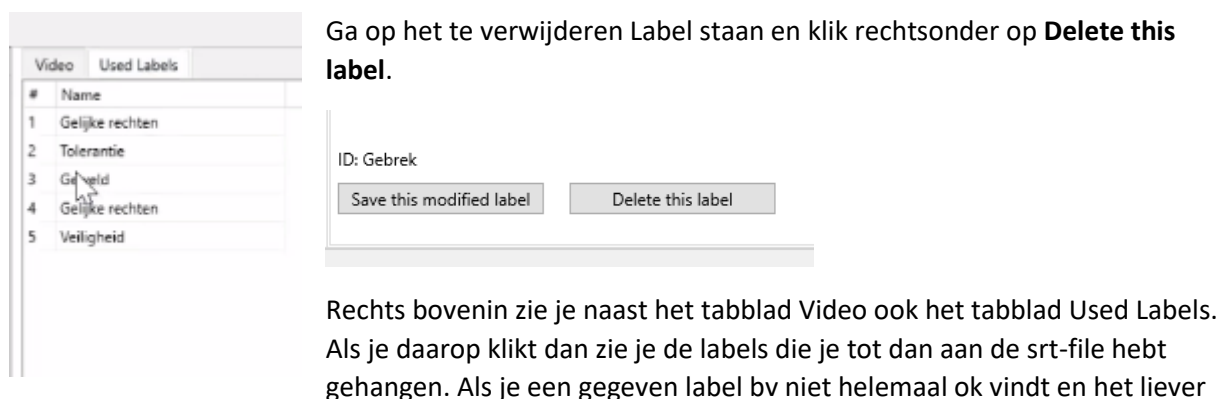 Video Used Labels
# Name
1 Gelijke rechten
2 Tolerantie
3 Geweld
4 Gelijke rechten
5 Veiligheid
Ga op het te verwijderen Label staan en klik rechtsonder op Delete this
label.
ID: Gebrek
Save this modified label Delete this label
Rechts bovenin zie je naast het tabblad Video ook het tabblad Used Labels.
Als je daarop klikt dan zie je de labels die je tot dan aan de srt-file hebt
gehangen. Als je een gegeven label bv niet helemaal ok vindt en het liever